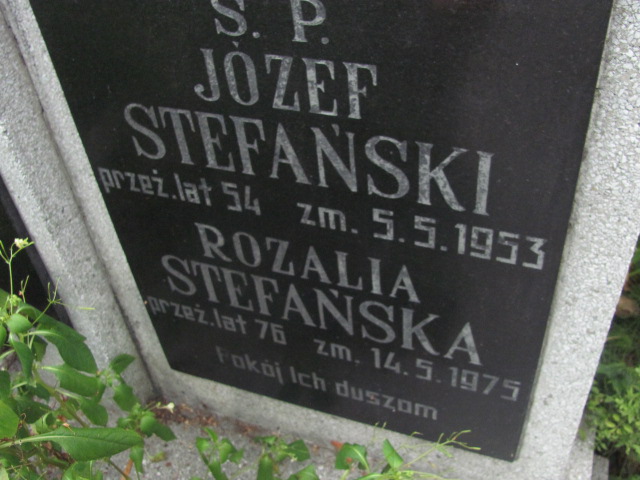 Ś. P.
JÓZEF
STEFAŃSKI
przeż. lat 54 zm. 5.5.1953
ROZALIA
STEFAŃSKA
przeż. lat 76 zm. 14.5.1975
Pokój Ich duszom